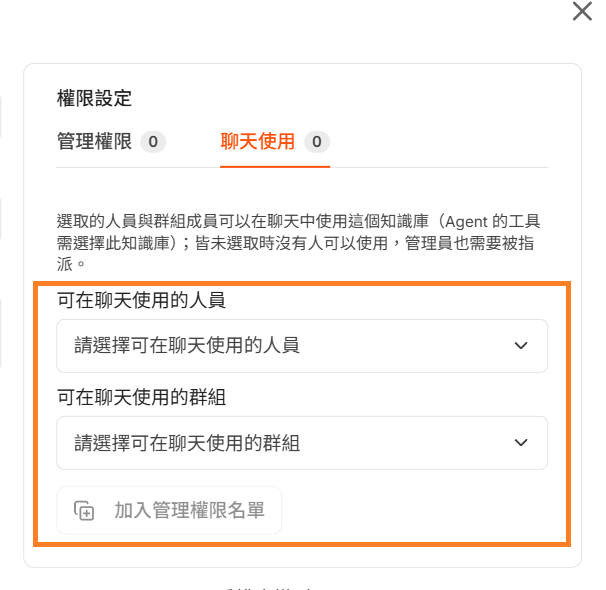 權限設定
管理權限 0 聊天使用 0
選取的人員與群組成員可以在聊天中使用這個知識庫（Agent 的工具
需選擇此知識庫）；皆未選取時沒有人可以使用，管理員也需要被指
派。
可在聊天使用的人員
請選擇可在聊天使用的人員
可在聊天使用的群組
請選擇可在聊天使用的群組
加入管理權限名單